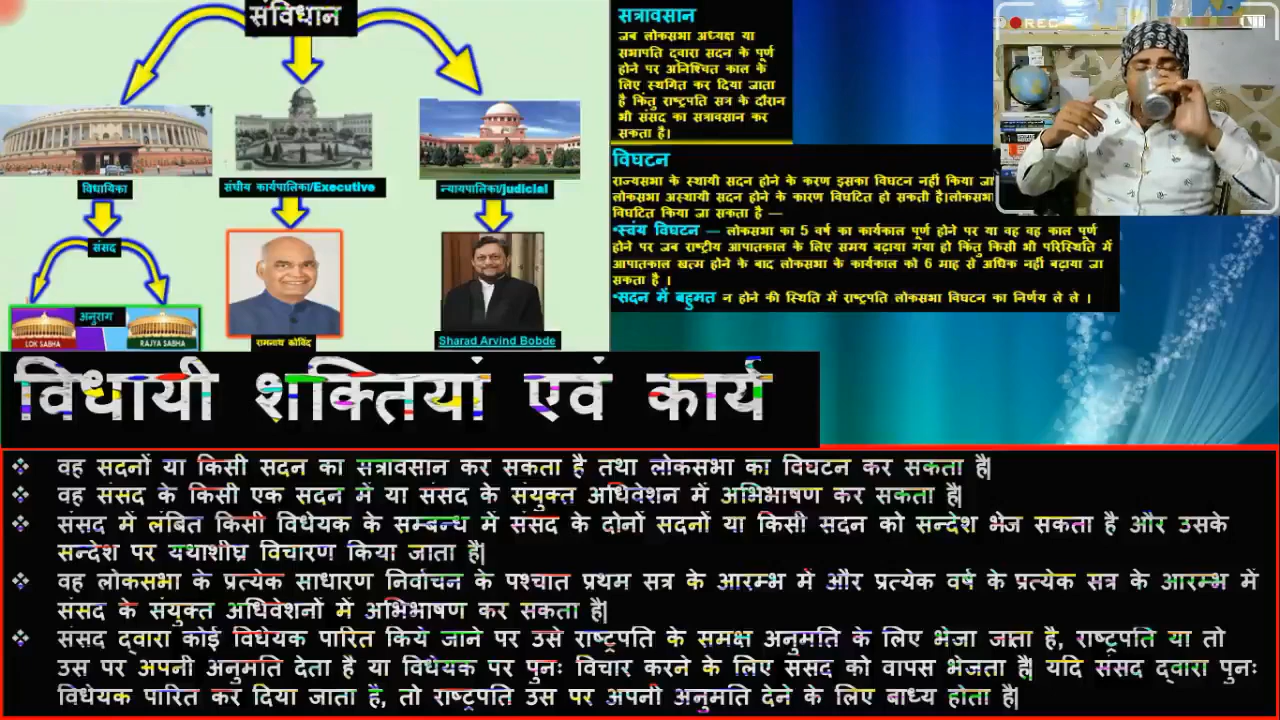 संविधान
विधायिका
संघीय कार्यपालिका/Executive
न्यायपालिका/Judicial
संसद
अनुराग
LOK SABHA
RAJYA SABHA
रामनाथ कोविंद
Sharad Arvind Bobde
सत्रावसान
जब लोकसभा अध्यक्ष या
सभापति द्वारा सदन के पूर्ण
होने पर अनिश्चित काल के
लिए स्थगित कर दिया जाता
है किंतु राष्ट्रपति सत्र के दौरान
भी संसद का सत्रावसान कर
सकता है।
विघटन
राज्यसभा के स्थायी सदन होने के करण इसका विघटन नहीं किया जा
लोकसभा अस्थायी सदन होने के कारण विघटित हो सकती है।लोकसभा
विघटित किया जा सकता है —
•स्वंय विघटन — लोकसभा का 5 वर्ष का कार्यकाल पूर्ण होने पर या वह वह काल पूर्ण
होने पर जब राष्ट्रीय आपातकाल के लिए समय बढ़ाया गया हो किंतु किसी भी परिस्थिति में
आपातकाल खत्म होने के बाद लोकसभा के कार्यकाल को 6 माह से अधिक नहीं बढ़ाया जा
सकता है ।
•सदन में बहुमत न होने की स्थिति में राष्ट्रपति लोकसभा विघटन का निर्णय ले ले ।
REC
विधायी शक्तियां एवं कार्य
❖ वह सदनों या किसी सदन का सत्रावसान कर सकता है तथा लोकसभा का विघटन कर सकता है|
❖ वह संसद के किसी एक सदन में या संसद के संयुक्त अधिवेशन में अभिभाषण कर सकता है|
❖ संसद में लंबित किसी विधेयक के सम्बन्ध में संसद के दोनों सदनों या किसी सदन को सन्देश भेज सकता है और उसके
सन्देश पर यथाशीघ्र विचारण किया जाता है|
❖ वह लोकसभा के प्रत्येक साधारण निर्वाचन के पश्चात प्रथम सत्र के आरम्भ में और प्रत्येक वर्ष के प्रत्येक सत्र के आरम्भ में
संसद के संयुक्त अधिवेशनों में अभिभाषण कर सकता है|
❖ संसद द्वारा कोई विधेयक पारित किये जाने पर उसे राष्ट्रपति के समक्ष अनुमति के लिए भेजा जाता है, राष्ट्रपति या तो
उस पर अपनी अनुमति देता है या विधेयक पर पुनः विचार करने के लिए संसद को वापस भेजता है| यदि संसद द्वारा पुनः
विधेयक पारित कर दिया जाता है, तो राष्ट्रपति उस पर अपनी अनुमति देने के लिए बाध्य होता है|